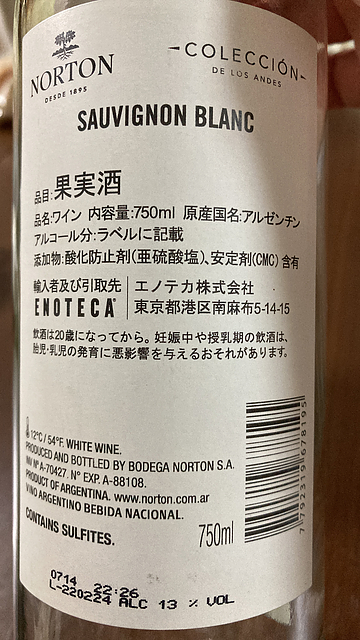 NORTON
DESDE 1895
COLECCIÓN
DE LOS ANDES
SAUVIGNON BLANC
品目:果実酒
品名:ワイン 内容量:750ml 原産国名:アルゼンチン
アルコール分:ラベルに記載
添加物:酸化防止剤(亜硫酸塩)、安定剤(CMC) 含有
輸入者及び引取先
ENOTECA
エノテカ株式会社
東京都港区南麻布5-14-15
飲酒は20歳になってから。妊娠中や授乳期の飲酒は、
胎児・乳児の発育に悪影響を与えるおそれがあります。
12°C / 54°F. WHITE WINE.
PRODUCED AND BOTTLED BY BODEGA NORTON S.A.
INV Nº A-70427, Nº EXP. A-88108.
PRODUCT OF ARGENTINA. www.norton.com.ar
VINO ARGENTINO BEBIDA NACIONAL.
CONTAINS SULFITES.
750ml
7 792319 678195
0714 22:26
L-220224 ALC 13 % VOL